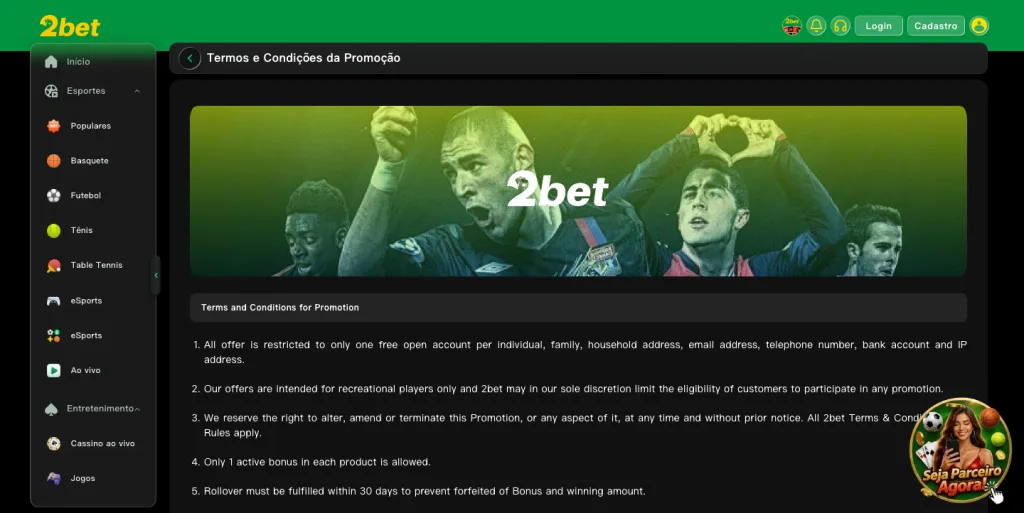 2bet
2bet
Login
Cadastro
Início
Termos e Condições da Promoção
Esportes
Populares
Basquete
Futebol
Tênis
Table Tennis
eSports
eSports
Ao vivo
Entretenimento
Cassino ao vivo
Jogos
2bet
Terms and Conditions for Promotion
1. All offer is restricted to only one free open account per individual, family, household address, email address, telephone number, bank account and IP
address.
2. Our offers are intended for recreational players only and 2bet may in our sole discretion limit the eligibility of customers to participate in any promotion.
3. We reserve the right to alter, amend or terminate this Promotion, or any aspect of it, at any time and without prior notice. All 2bet Terms &
Rules apply.
4. Only 1 active bonus in each product is allowed.
5. Rollover must be fulfilled within 30 days to prevent forfeited of Bonus and winning amount.
Seja Parceiro
Agora!